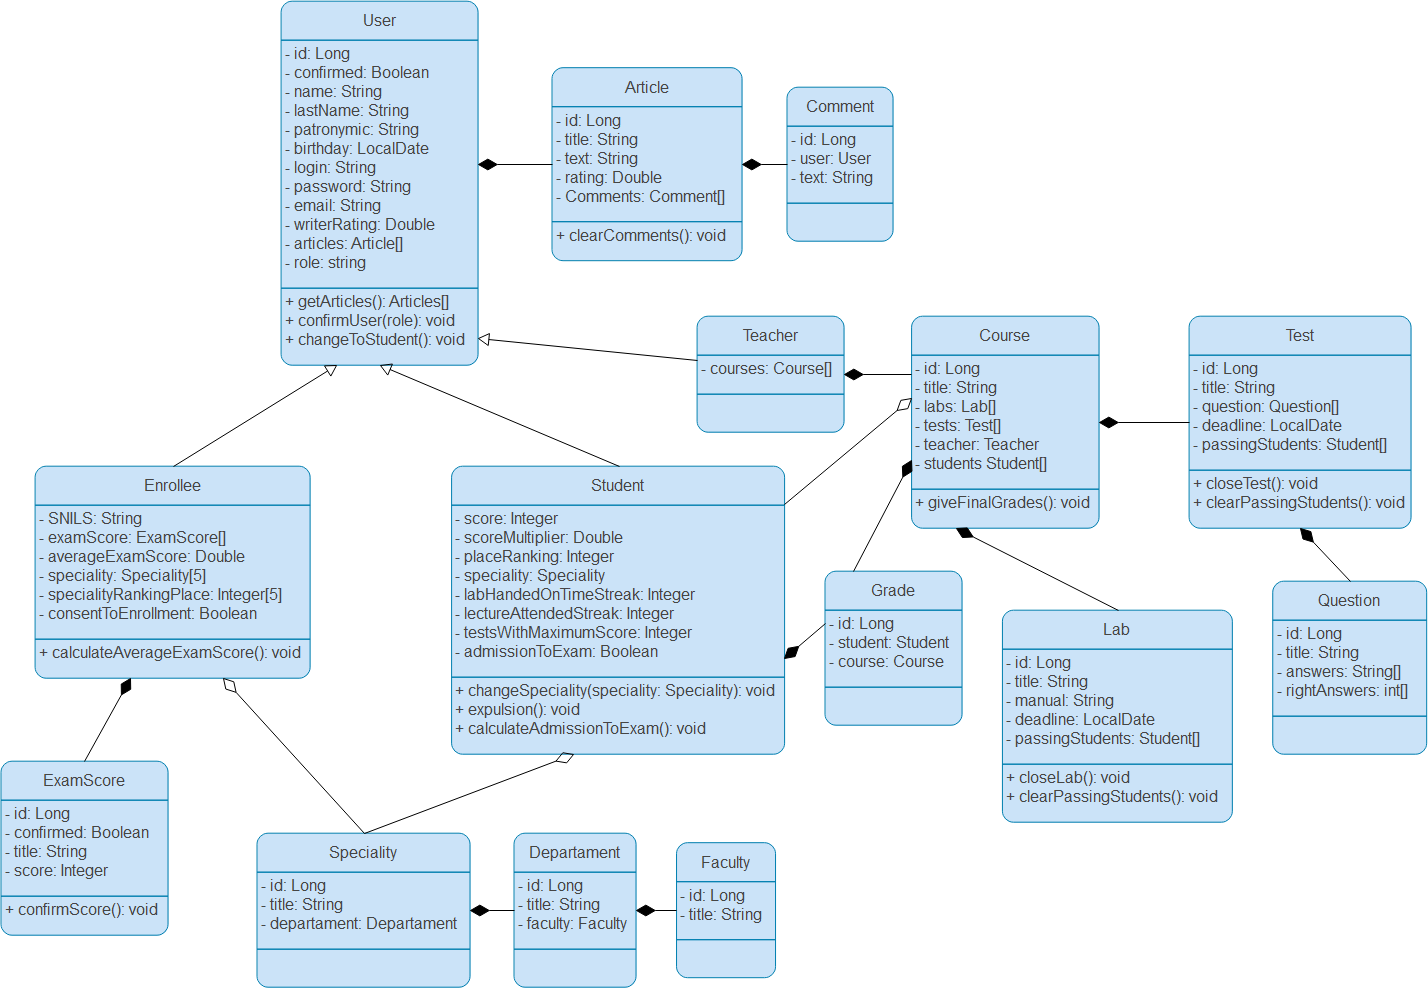 User
- id: Long
- confirmed: Boolean
- name: String
- lastName: String
- patronymic: String
- birthday: LocalDate
- login: String
- password: String
- email: String
- writerRating: Double
- articles: Article[]
- role: string
+ getArticles(): Articles[]
+ confirmUser(role): void
+ changeToStudent(): void
Article
- id: Long
- title: String
- text: String
- rating: Double
- Comments: Comment[]
+ clearComments(): void
Comment
- id: Long
- user: User
- text: String
Teacher
- courses: Course[]
Course
- id: Long
- title: String
- labs: Lab[]
- tests: Test[]
- teacher: Teacher
- students Student[]
+ giveFinalGrades(): void
Test
- id: Long
- title: String
- question: Question[]
- deadline: LocalDate
- passingStudents: Student[]
+ closeTest(): void
+ clearPassingStudents(): void
Enrollee
- SNILS: String
- examScore: ExamScore[]
- averageExamScore: Double
- speciality: Speciality[5]
- specialityRankingPlace: Integer[5]
- consentToEnrollment: Boolean
+ calculateAverageExamScore(): void
Student
- score: Integer
- scoreMultiplier: Double
- placeRanking: Integer
- speciality: Speciality
- labHandedOnTimeStreak: Integer
- lectureAttendedStreak: Integer
- testsWithMaximumScore: Integer
- admissionToExam: Boolean
+ changeSpeciality(speciality: Speciality): void
+ expulsion(): void
+ calculateAdmissionToExam(): void
Grade
- id: Long
- student: Student
- course: Course
Lab
- id: Long
- title: String
- manual: String
- deadline: LocalDate
- passingStudents: Student[]
+ closeLab(): void
+ clearPassingStudents(): void
Question
- id: Long
- title: String
- answers: String[]
- rightAnswers: int[]
ExamScore
- id: Long
- confirmed: Boolean
- title: String
- score: Integer
+ confirmScore(): void
Speciality
- id: Long
- title: String
- departament: Departament
Departament
- id: Long
- title: String
- faculty: Faculty
Faculty
- id: Long
- title: String